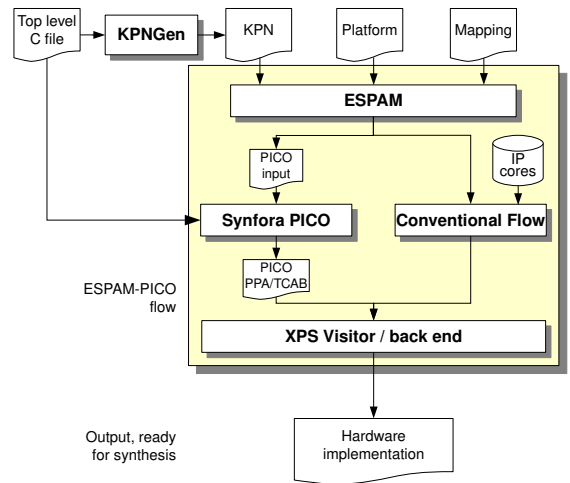 Top level
C file
KPNGen
KPN
Platform
Mapping
ESPAM
PICO
input
IP
cores
Synfora PICO
Conventional Flow
PICO
PPA/TCAB
ESPAM-PICO
flow
XPS Visitor / back end
Output, ready
for synthesis
Hardware
implementation